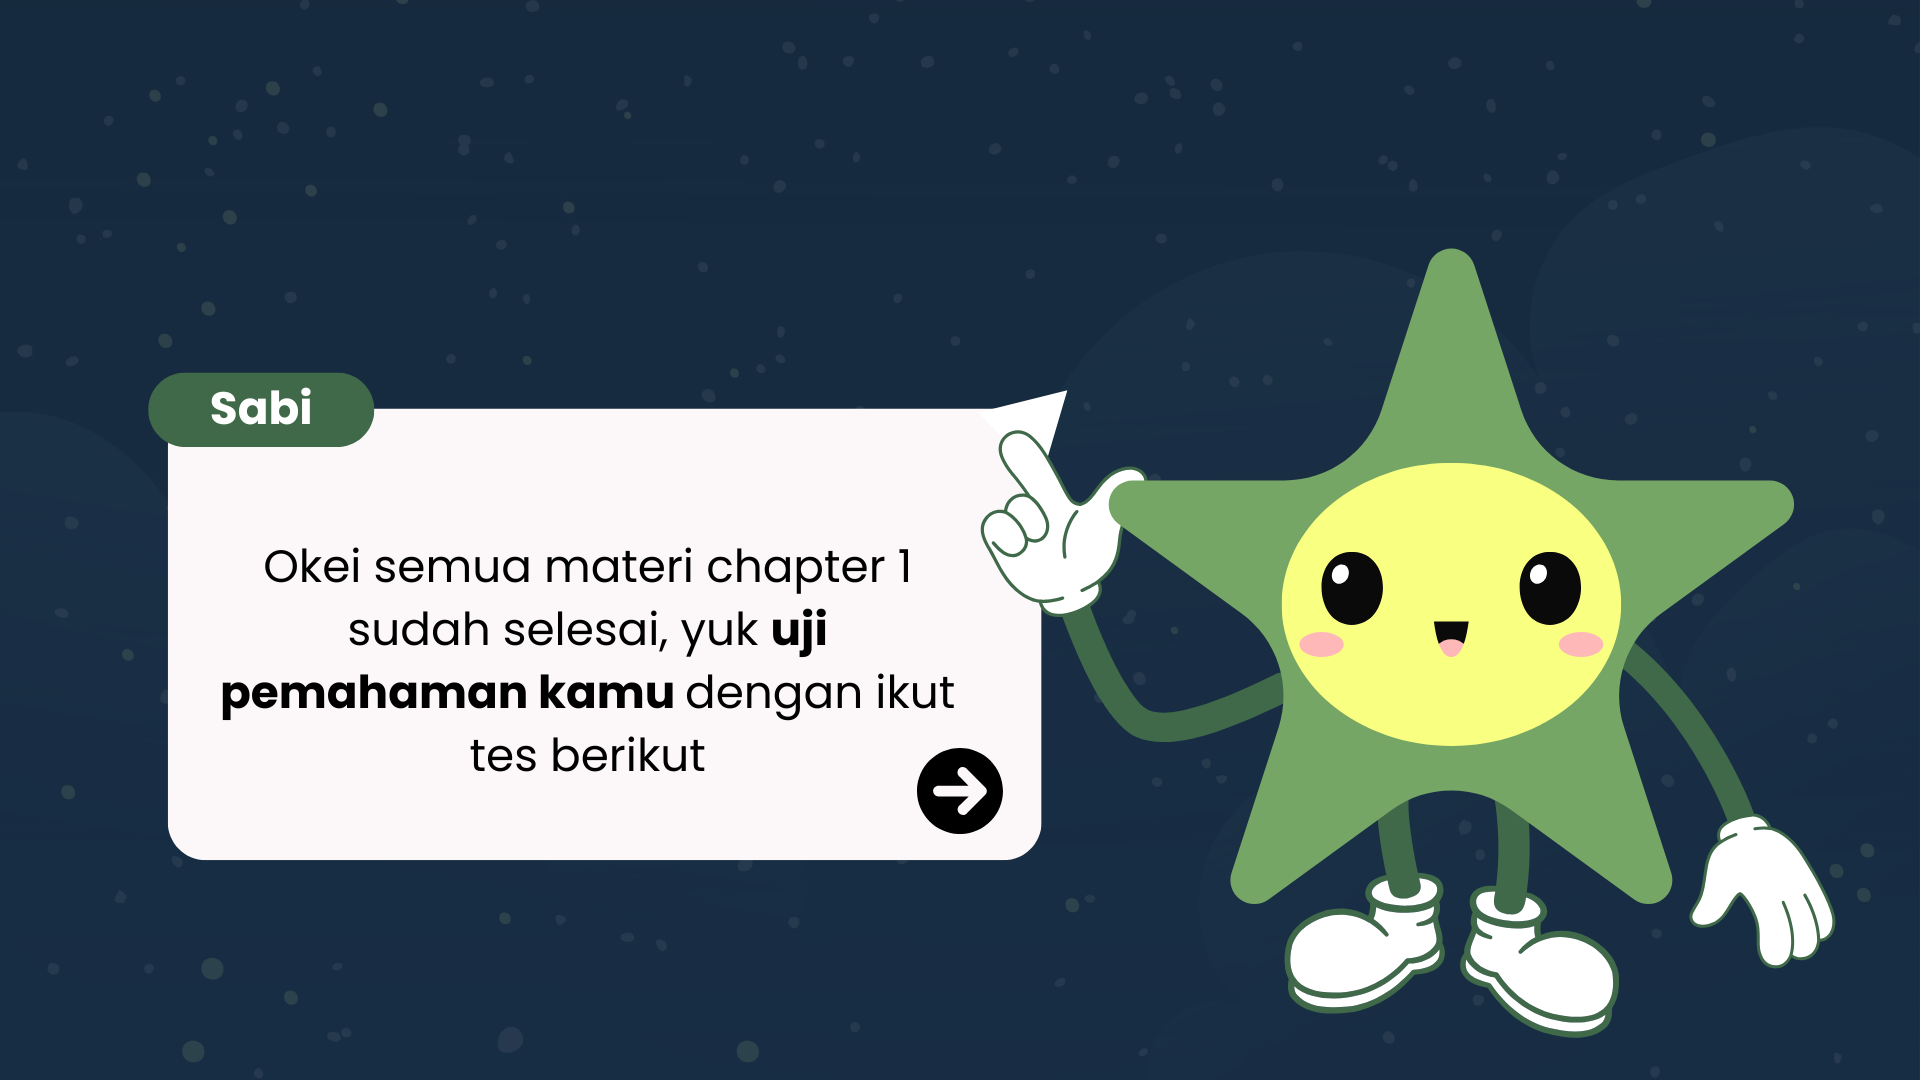 Sabi
Okei semua materi chapter 1
sudah selesai, yuk uji
pemahaman kamu dengan ikut
tes berikut